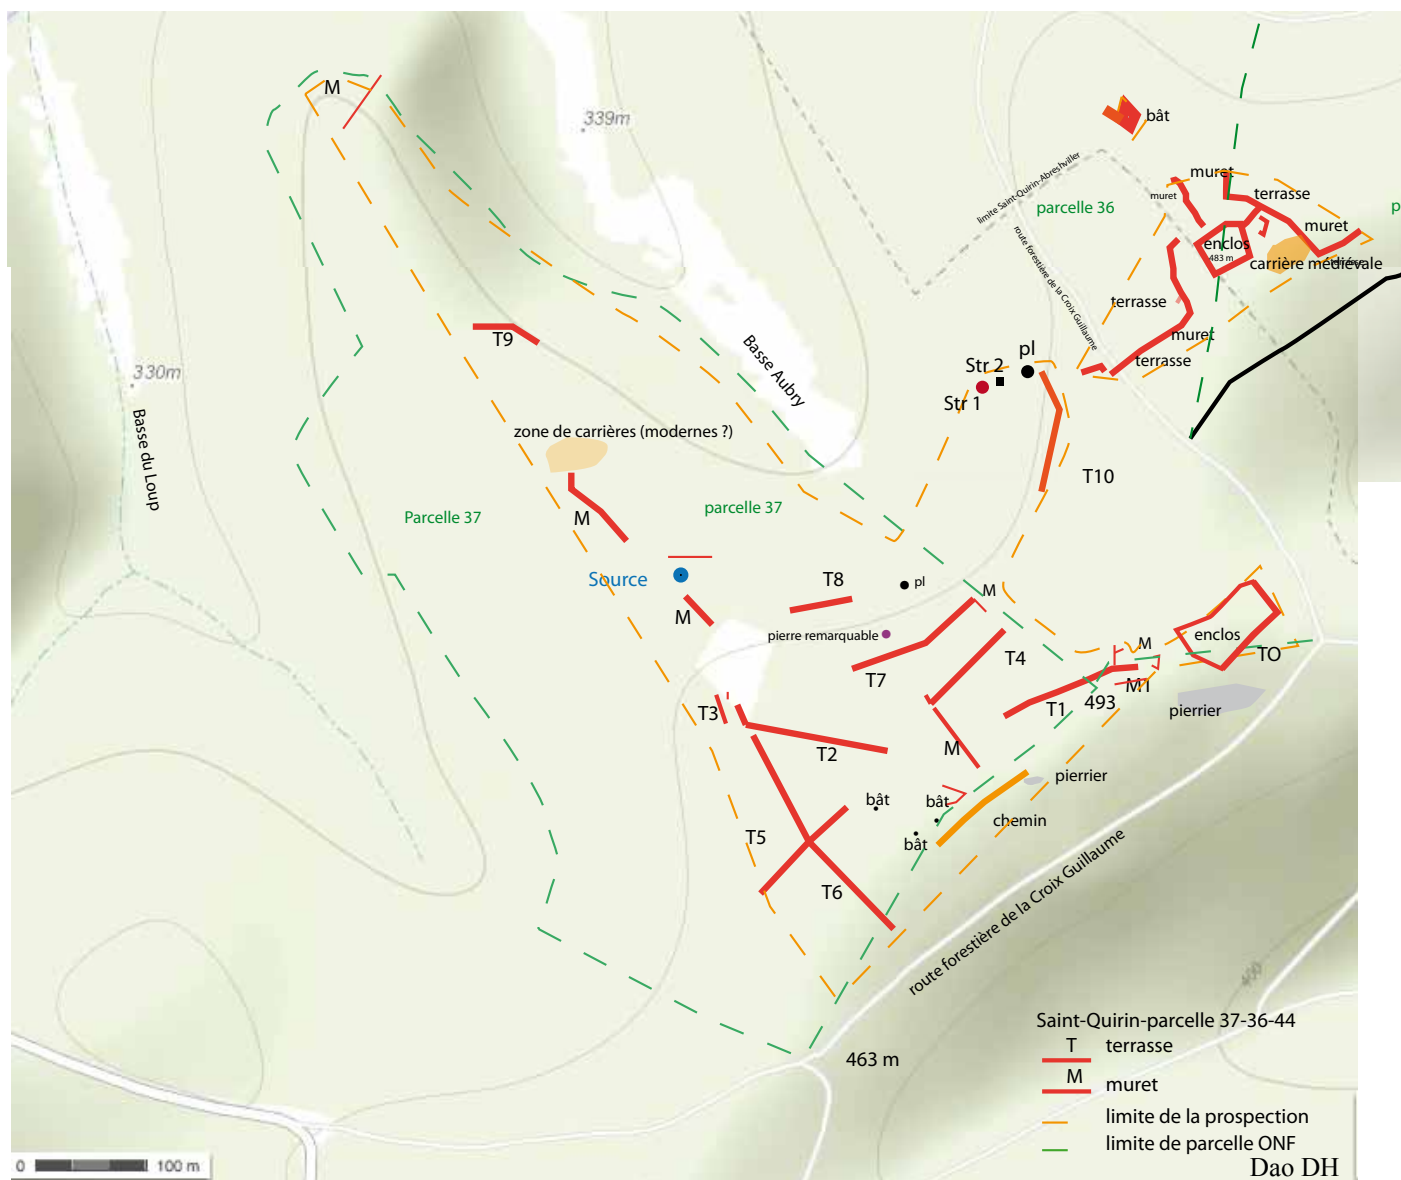 M
339m
bât
limite Saint-Quirin-Abreshviller
muret
muret
terrasse
parcelle 36
p
muret
enclos
483 m
carrière médiévale
route forestière de la Croix Guillaume
terrasse
muret
terrasse
T9
Basse Aubry
pl
Str 2
Str 1
330m
Basse du Loup
zone de carrières (modernes ?)
T10
Parcelle 37
parcelle 37
M
Source
T8
pl
M
M
pierre remarquable
enclos
M
TO
T4
T7
M1
T1
493
pierrier
T3
T2
M
pierrier
bât
bât
chemin
bât
T5
T6
route forestière de la Croix Guillaume
400
Saint-Quirin-parcelle 37-36-44
T terrasse
463 m
M muret
limite de la prospection
limite de parcelle ONF
0 100 m
Dao DH